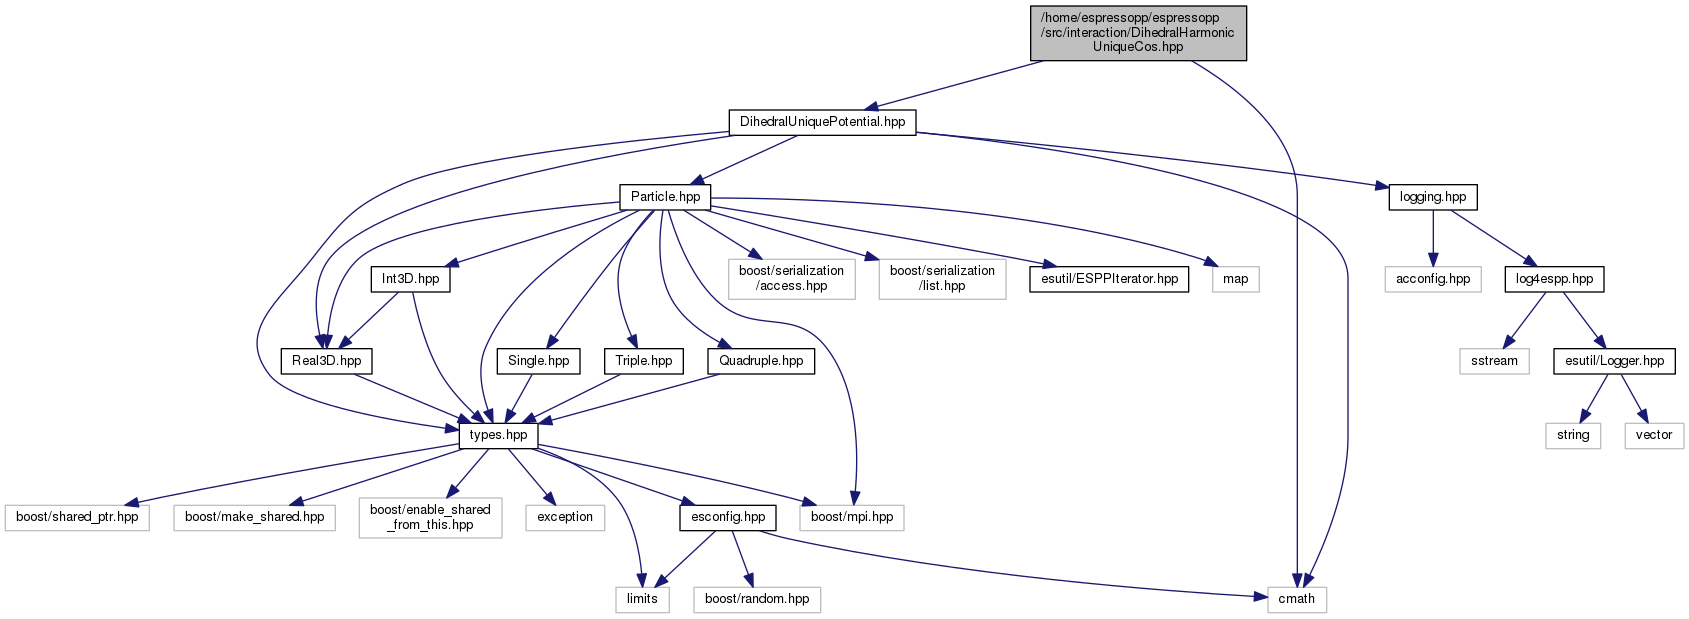 /home/espressopp/espressopp
/src/interaction/DihedralHarmonic
UniqueCos.hpp
DihedralUniquePotential.hpp
Particle.hpp
logging.hpp
Int3D.hpp
boost/serialization
/access.hpp
boost/serialization
/list.hpp
esutil/ESPPIterator.hpp
map
acconfig.hpp
log4espp.hpp
Real3D.hpp
Single.hpp
Triple.hpp
Quadruple.hpp
sstream
esutil/Logger.hpp
types.hpp
string
vector
boost/shared_ptr.hpp
boost/make_shared.hpp
boost/enable_shared
_from_this.hpp
exception
esconfig.hpp
boost/mpi.hpp
limits
boost/random.hpp
cmath